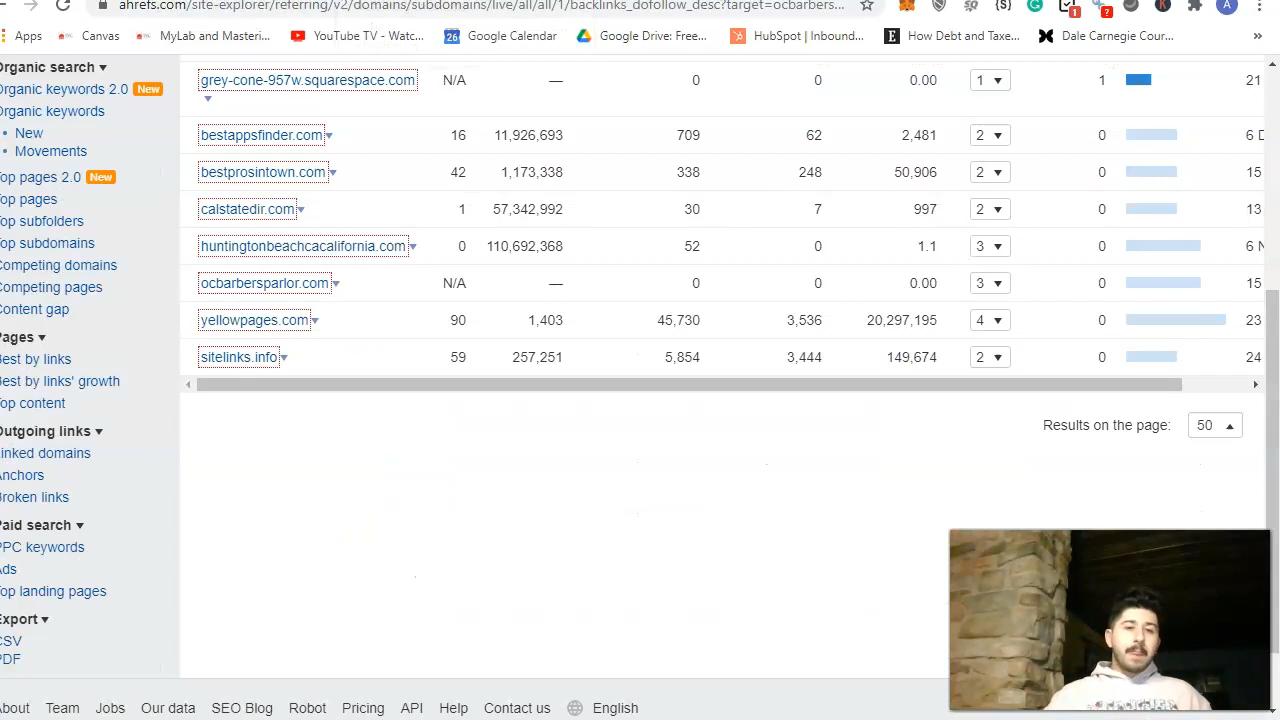 ahrefs.com/site-explorer/referring/v2/domains/subdomains/live/all/all/1/backlinks_dofollow_desc?target=ocbarbers...
Apps Canvas MyLab and Masteri... YouTube TV - Watc... 26 Google Calendar Google Drive: Free... HubSpot | Inbound... E How Debt and Taxe... Dale Carnegie Cour... »
Organic search
Organic keywords 2.0 New
Organic keywords
• New
• Movements
Top pages 2.0 New
Top pages
Top subfolders
Top subdomains
Competing domains
Competing pages
Content gap
Pages
Best by links
Best by links' growth
Top content
Outgoing links
Linked domains
Anchors
Broken links
Paid search
PPC keywords
Ads
Top landing pages
Export
CSV
PDF
grey-cone-957w.squarespace.com N/A — 0 0 0.00 1 1 21
bestappsfinder.com 16 11,926,693 709 62 2,481 2 0 6 D
bestprosintown.com 42 1,173,338 338 248 50,906 2 0 15
calstatedir.com 1 57,342,992 30 7 997 2 0 13
huntingtonbeachcacalifornia.com 0 110,692,368 52 0 1.1 3 0 6 N
ocbarbersparlor.com N/A — 0 0 0.00 3 0 15
yellowpages.com 90 1,403 45,730 3,536 20,297,195 4 0 23
sitelinks.info 59 257,251 5,854 3,444 149,674 2 0 24
Results on the page: 50
About Team Jobs Our data SEO Blog Robot Pricing API Help Contact us English